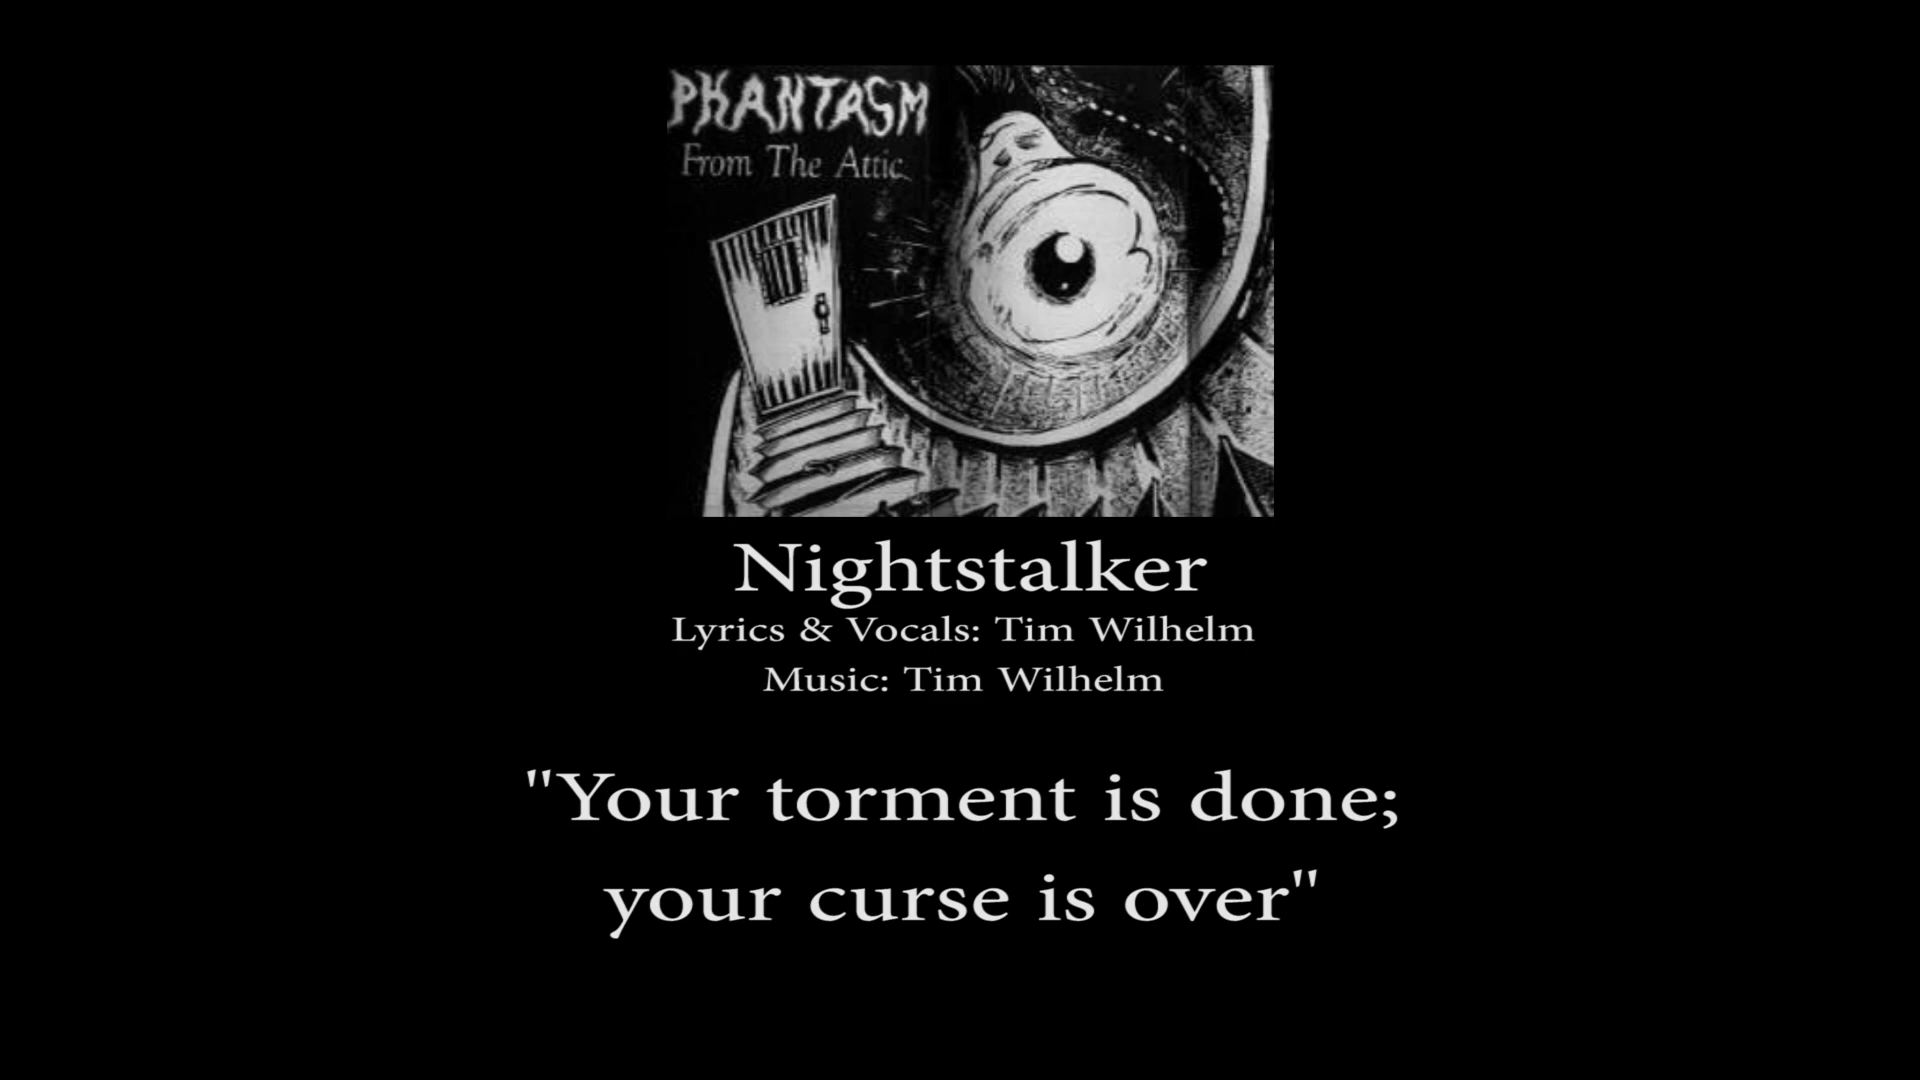 PHANTASM
From The Attic
Nightstalker
Lyrics & Vocals: Tim Wilhelm
Music: Tim Wilhelm
"Your torment is done;
your curse is over"